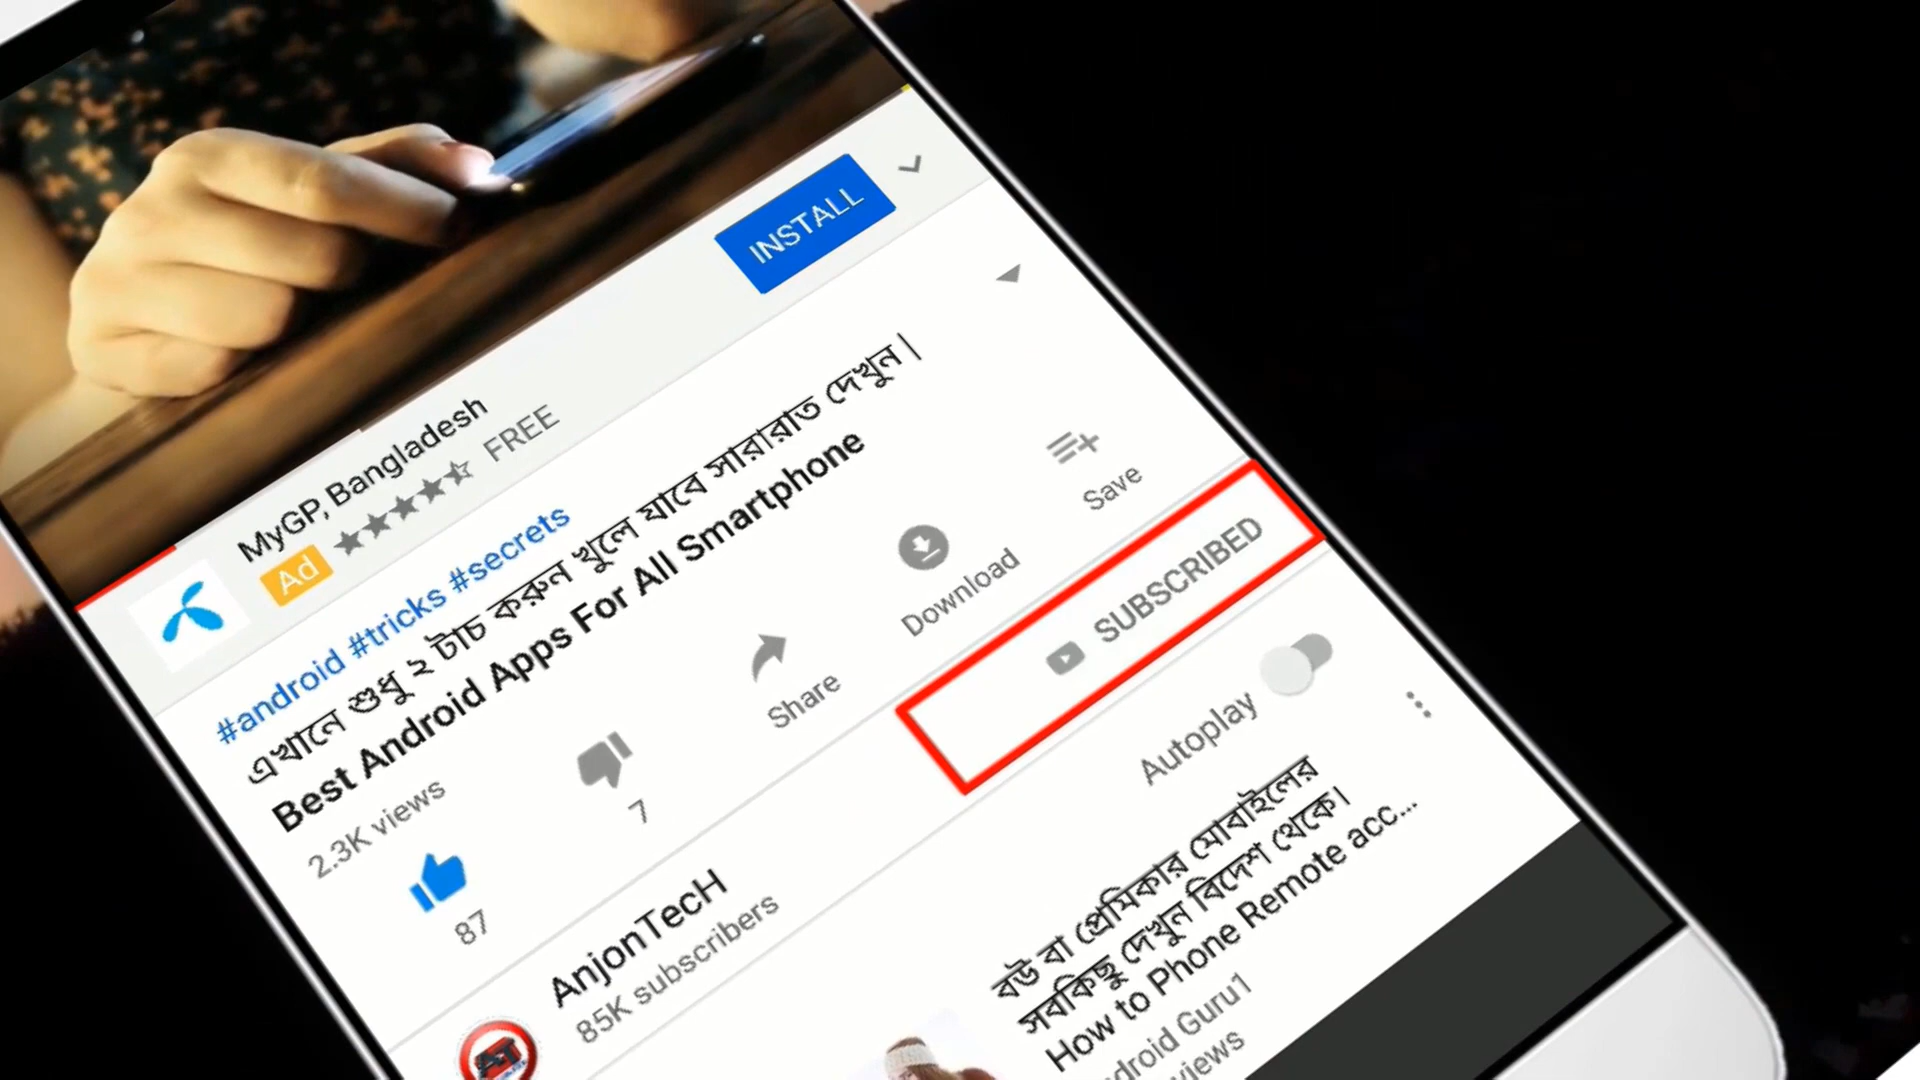 INSTALL
MyGP, Bangladesh
Ad ★★★★☆ FREE
#android #tricks #secrets
এখানে শুধু ২ টাচ করুন খুলে যাবে সারারাত দেখুন |
Best Android Apps For All Smartphone
2.3K views
87
7
Share
Download
Save
AnjonTecH
85K subscribers
SUBSCRIBED
Autoplay
বউ বা প্রেমিকার মোবাইলের
সবকিছু দেখুন বিদেশ থেকে।
How to Phone Remote acc...
droid Guru1
views
AT